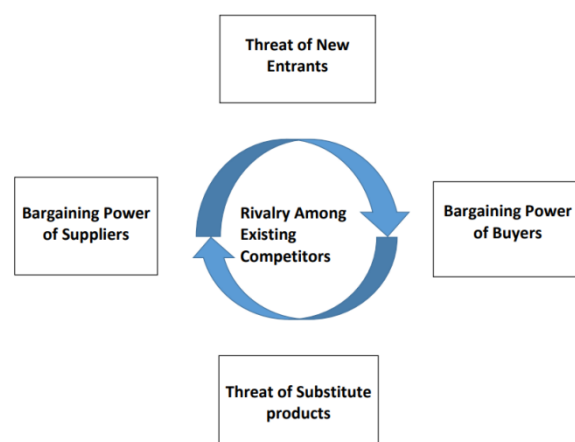 Threat of New
Entrants
Bargaining Power
of Suppliers
Rivalry Among
Existing
Competitors
Bargaining Power
of Buyers
Threat of Substitute
products